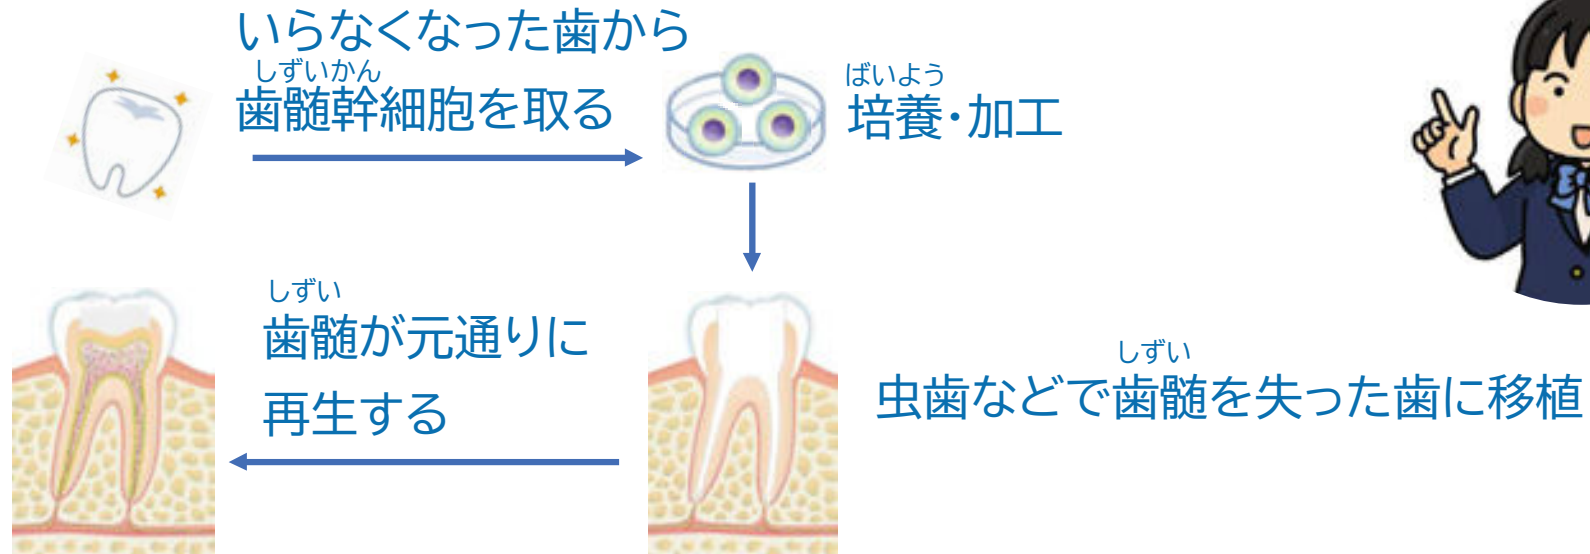 いらなくなった歯から
しずいかん
歯髄幹細胞を取る
ばいよう
培養・加工
しずい
虫歯などで歯髄を失った歯に移植
しずい
歯髄が元通りに
再生する